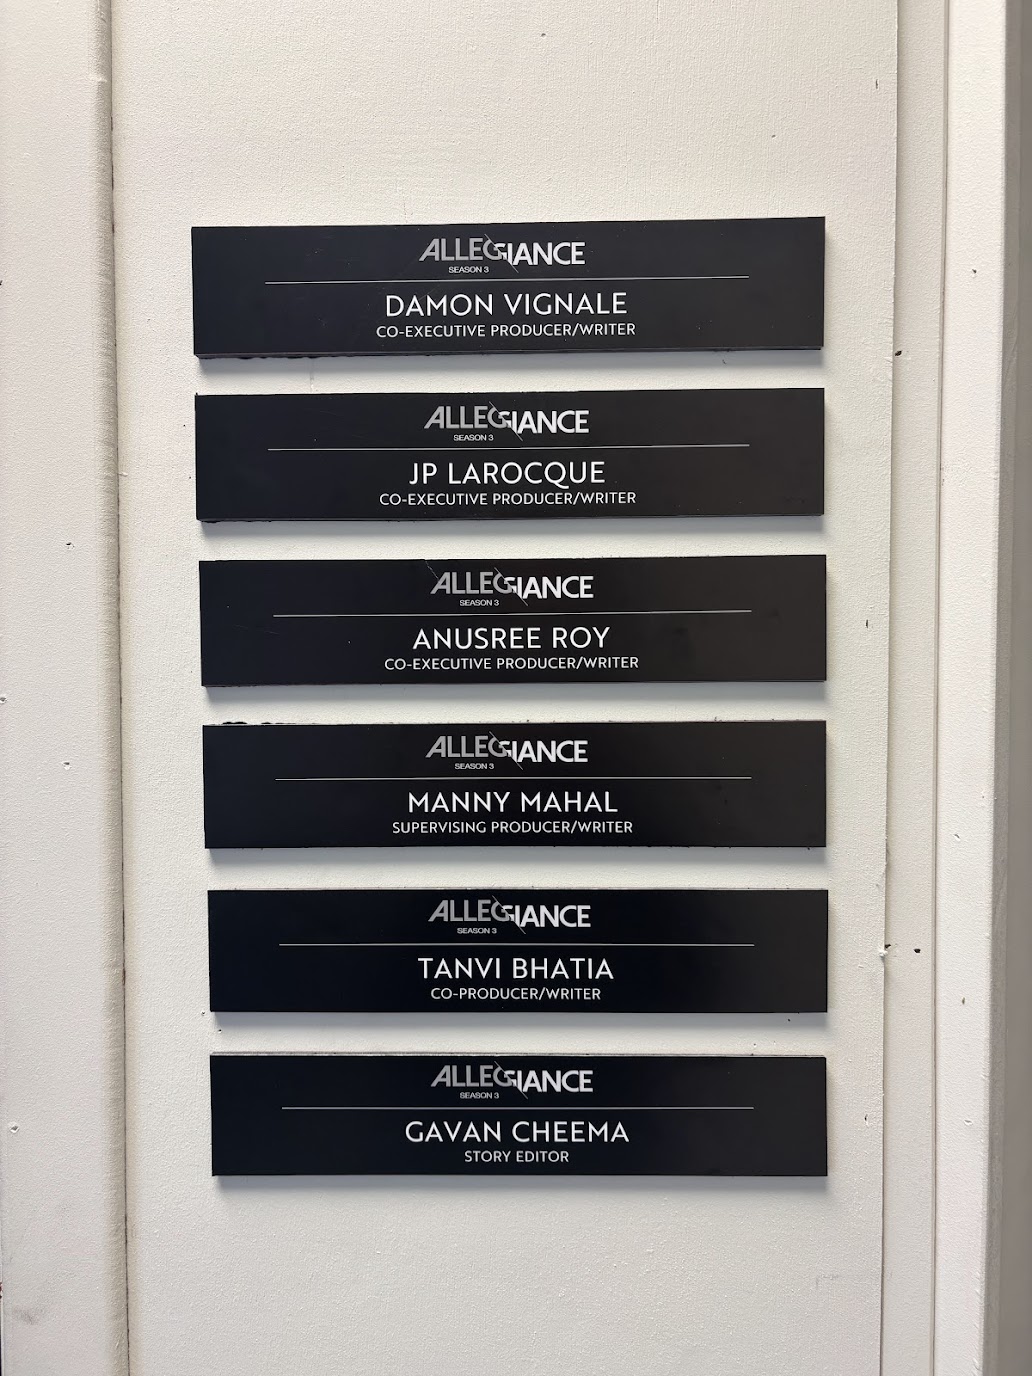 ALLEGIANCE
SEASON 3
DAMON VIGNALE
CO-EXECUTIVE PRODUCER/WRITER
ALLEGIANCE
SEASON 3
JP LAROCQUE
CO-EXECUTIVE PRODUCER/WRITER
ALLEGIANCE
SEASON 3
ANUSREE ROY
CO-EXECUTIVE PRODUCER/WRITER
ALLEGIANCE
SEASON 3
MANNY MAHAL
SUPERVISING PRODUCER/WRITER
ALLEGIANCE
SEASON 3
TANVI BHATIA
CO-PRODUCER/WRITER
ALLEGIANCE
SEASON 3
GAVAN CHEEMA
STORY EDITOR